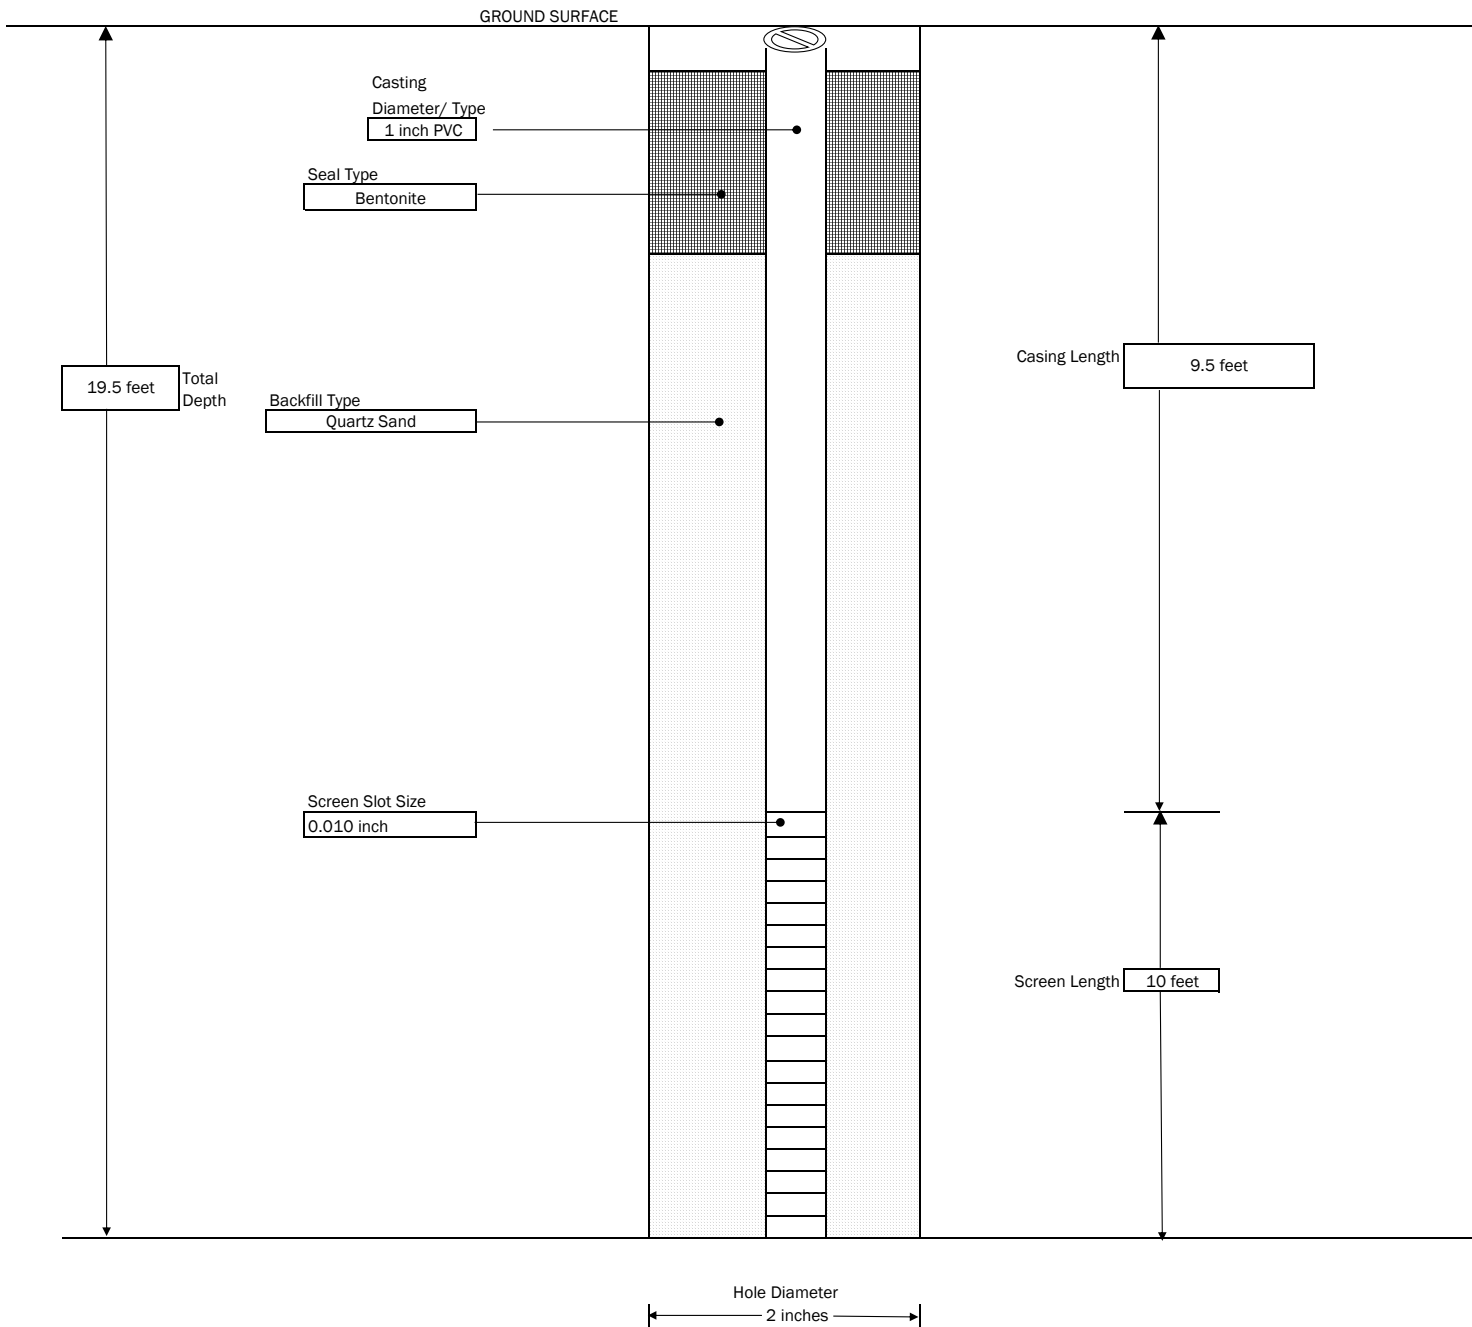 GROUND SURFACE
Casting
Diameter/ Type
1 inch PVC
Seal Type
Bentonite
Casing Length
9.5 feet
19.5 feet
Total
Depth
Backfill Type
Quartz Sand
Screen Slot Size
0.010 inch
Screen Length
10 feet
Hole Diameter
2 inches